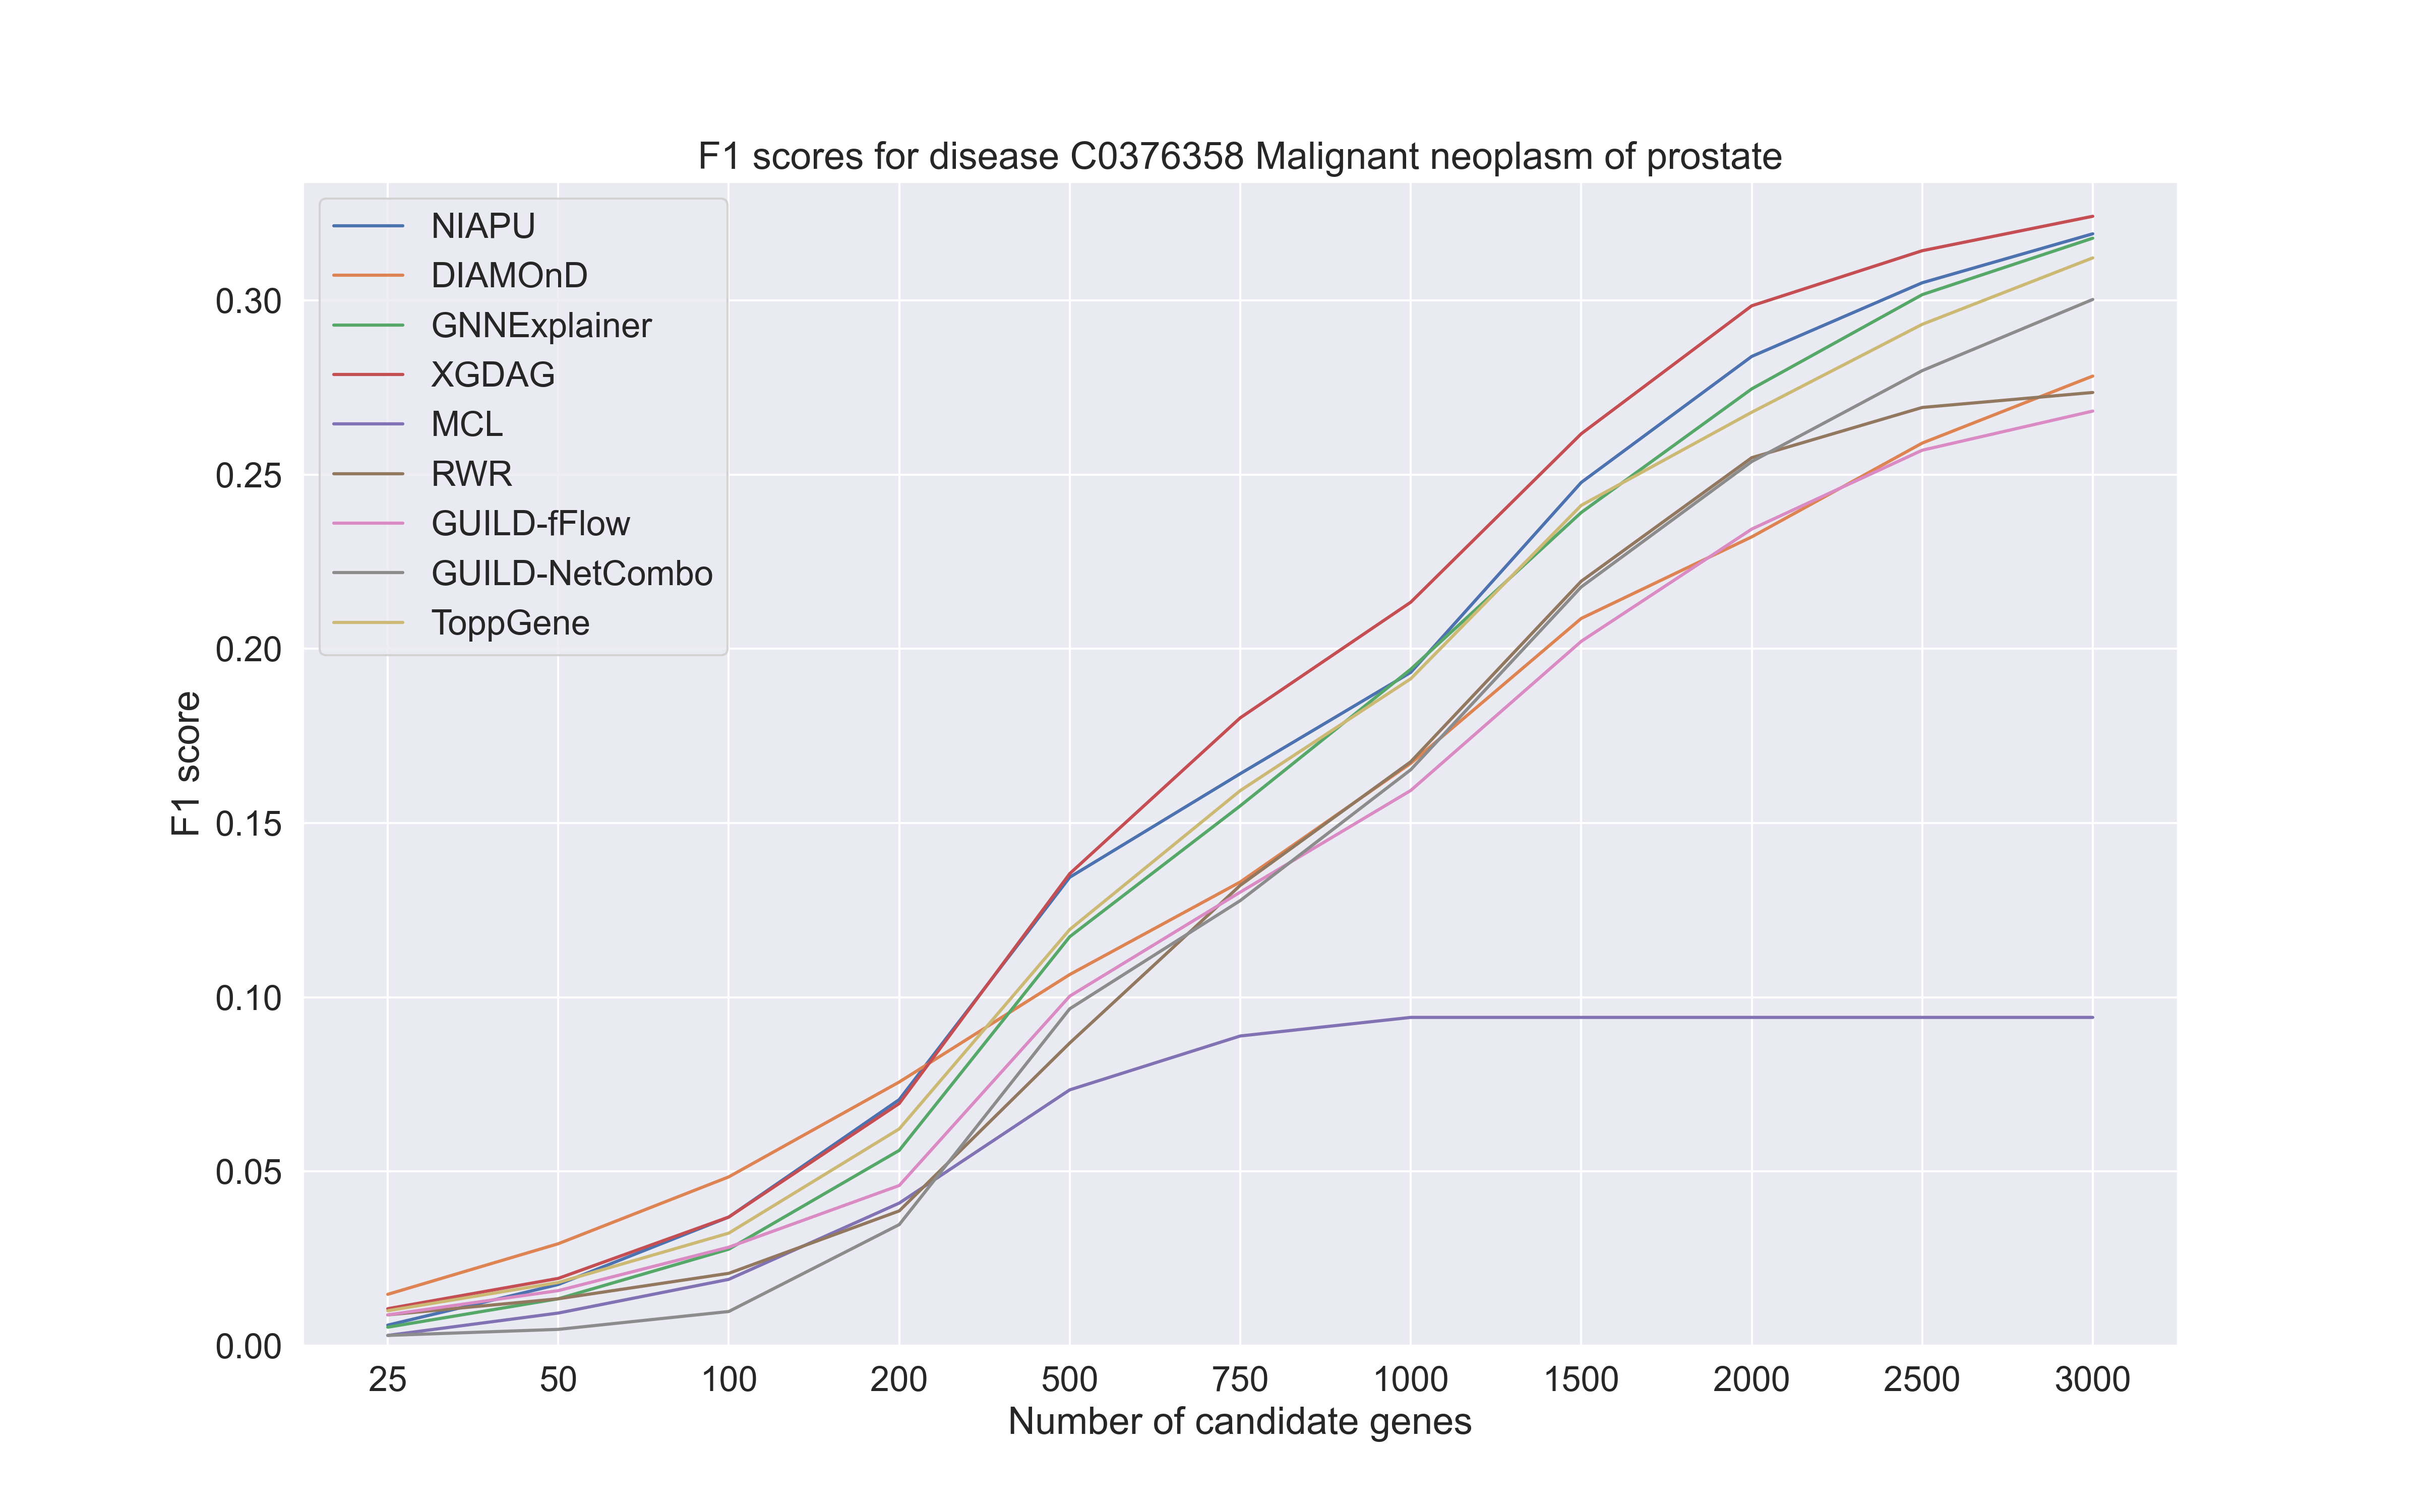 F1 scores for disease C0376358 Malignant neoplasm of prostate
NIAPU
DIAMOnD
GNNExplainer
XGDAG
MCL
RWR
GUILD-fFlow
GUILD-NetCombo
ToppGene
F1 score
0.30
0.25
0.20
0.15
0.10
0.05
0.00
25 50 100 200 500 750 1000 1500 2000 2500 3000
Number of candidate genes